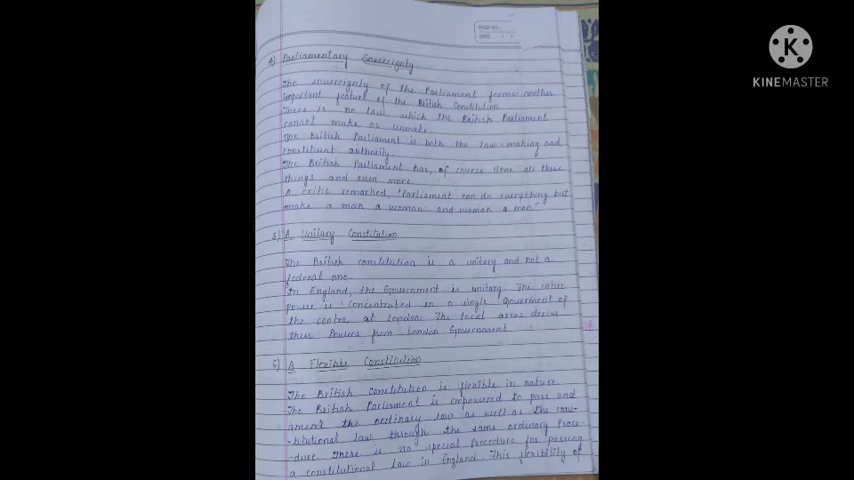 PAGE NO.
DATE
4) Parliamentary Sovereignty
The sovereignty of the Parliament forms another
important feature of the British Constitution
There is no law which the British Parliament
cannot make or unmake.
The British Parliament is both the law-making and
constituent authority.
The British Parliament has, of course done all these
things and even more.
A critic remarked, "Parliament can do everything but
make a man a woman and woman a man."
5) A Unitary Constitution
The British constitution is a unitary and not a
federal one.
In England, the Government is unitary. The entire
power is concentrated in a single government of
the centre at London. The local areas derive
their Powers from London Government
6) A Flexible Constitution
The British Constitution is flexible in nature.
The British Parliament is empowered to pass and
amend the ordinary law as well as the cons-
-titutional law through the same ordinary Proce-
-dure. There is no special Procedure for passing
a constitutional law in England. This flexibility of
K
KINEMASTER